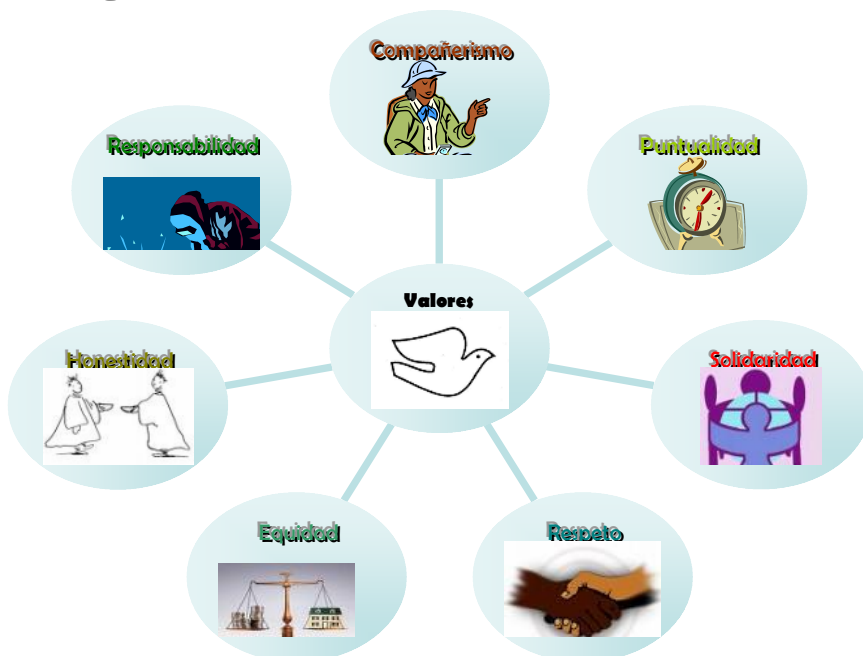 Compañerismo
Responsabilidad
Puntualidad
Valores
Honestidad
Solidaridad
Equidad
Respeto